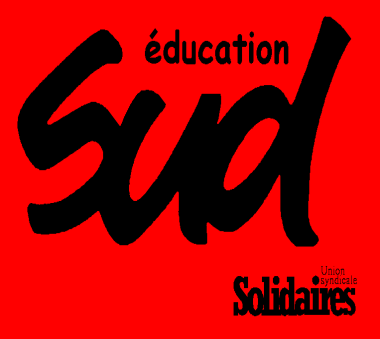 éducation
Sud
Union
syndicale
Solidaires